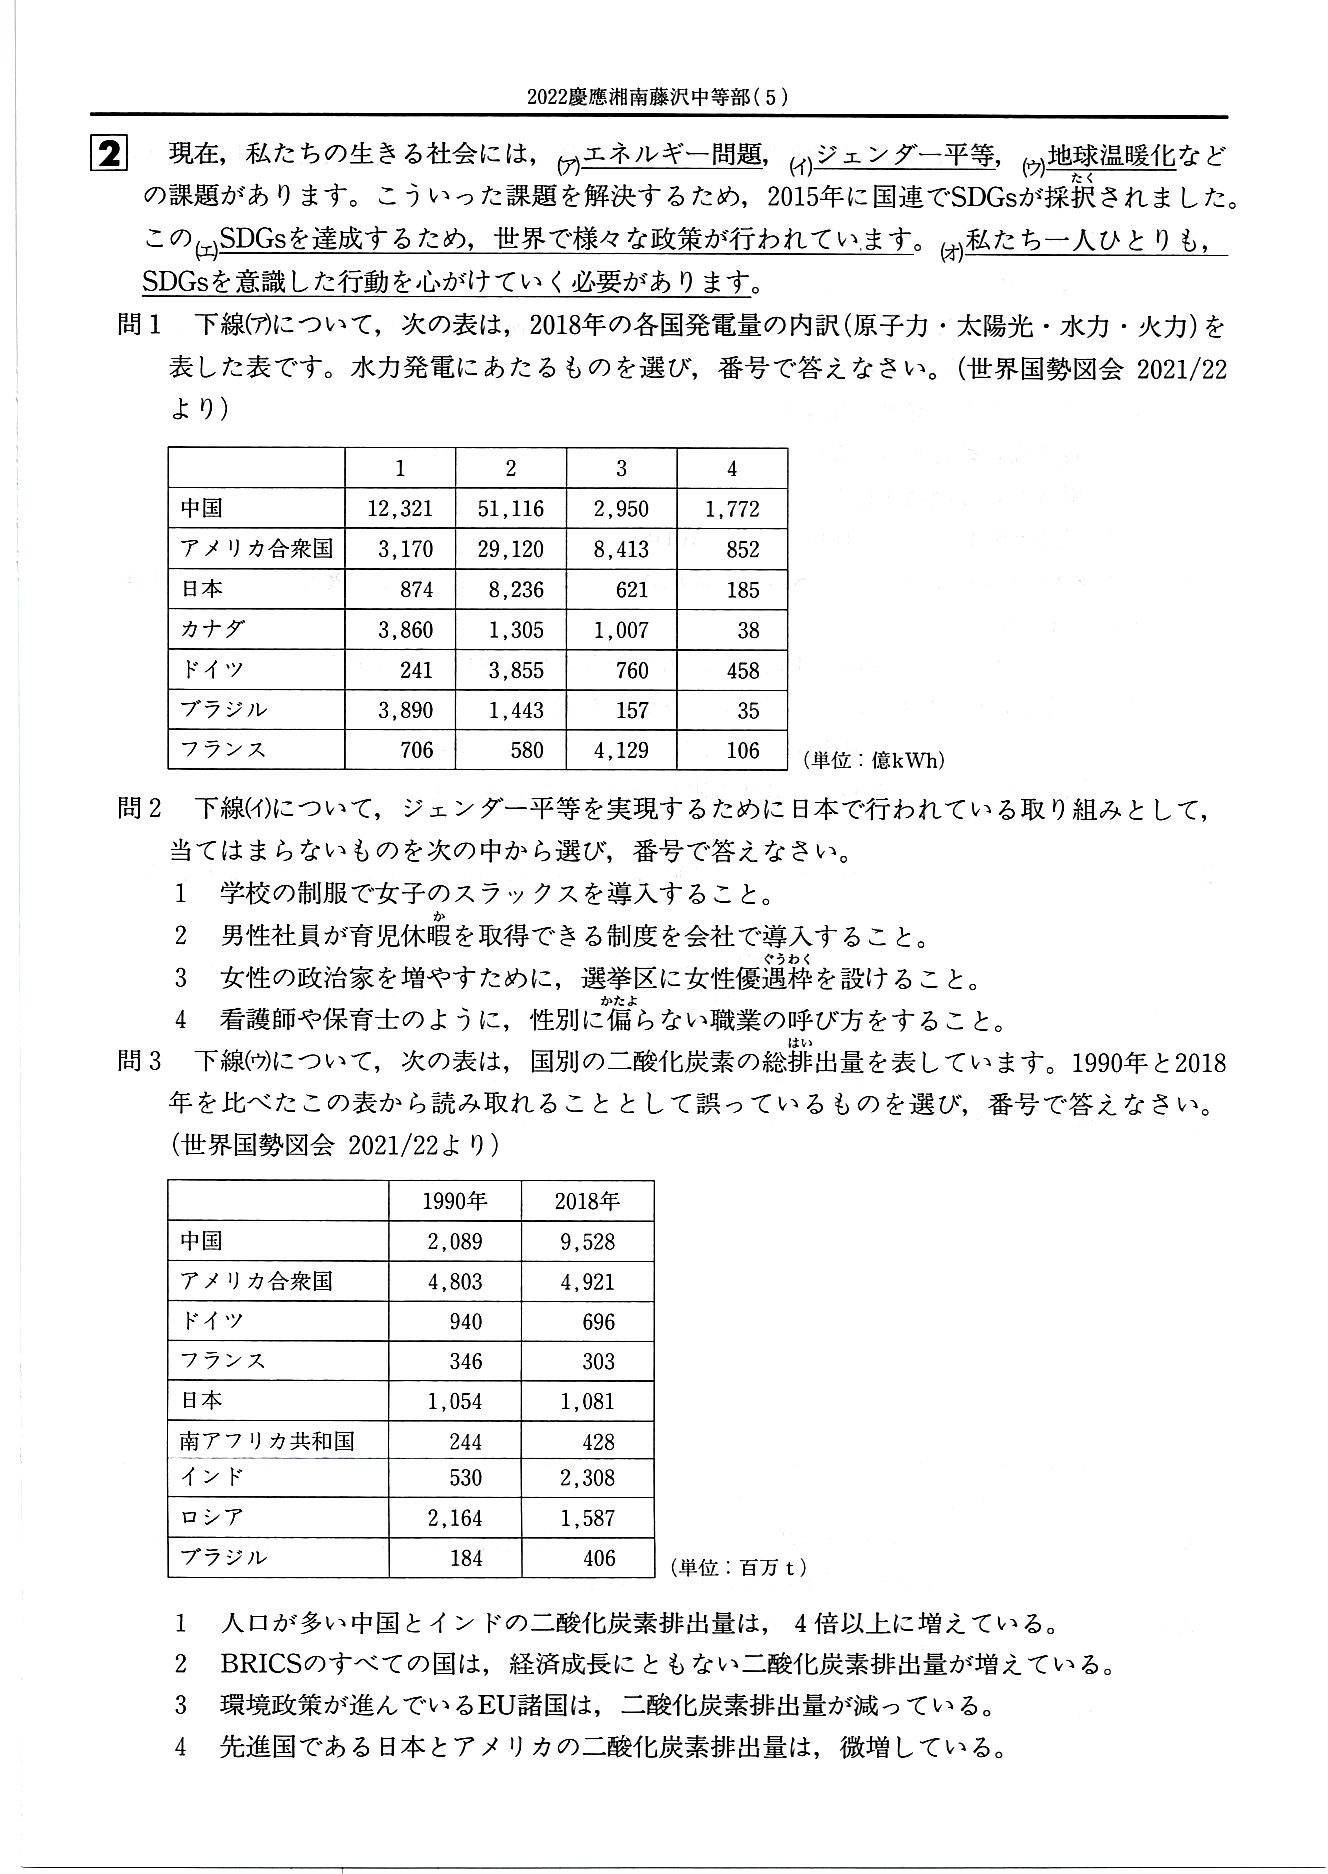 2022慶應湘南藤沢中等部(5)
2 現在，私たちの生きる社会には，(ア)エネルギー問題，(イ)ジェンダー平等，(ウ)地球温暖化など
の課題があります。こういった課題を解決するため，2015年に国連でSDGsが採択されました。
たく
この(エ)SDGsを達成するため，世界で様々な政策が行われています。(オ)私たち一人ひとりも，
SDGsを意識した行動を心がけていく必要があります。
問1 下線(ア)について，次の表は，2018年の各国発電量の内訳(原子力・太陽光・水力・火力)を
表した表です。水力発電にあたるものを選び，番号で答えなさい。(世界国勢図会 2021/22
より)
1 2 3 4
中国 12,321 51,116 2,950 1,772
アメリカ合衆国 3,170 29,120 8,413 852
日本 874 8,236 621 185
カナダ 3,860 1,305 1,007 38
ドイツ 241 3,855 760 458
ブラジル 3,890 1,443 157 35
フランス 706 580 4,129 106 (単位：億kWh)
問2 下線(イ)について，ジェンダー平等を実現するために日本で行われている取り組みとして，
当てはまらないものを次の中から選び，番号で答えなさい。
1 学校の制服で女子のスラックスを導入すること。
か
2 男性社員が育児休暇を取得できる制度を会社で導入すること。
ぐうわく
3 女性の政治家を増やすために，選挙区に女性優遇枠を設けること。
かたよ
4 看護師や保育士のように，性別に偏らない職業の呼び方をすること。
はい
問3 下線(ウ)について，次の表は，国別の二酸化炭素の総排出量を表しています。1990年と2018
年を比べたこの表から読み取れることとして誤っているものを選び，番号で答えなさい。
(世界国勢図会 2021/22より)
1990年 2018年
中国 2,089 9,528
アメリカ合衆国 4,803 4,921
ドイツ 940 696
フランス 346 303
日本 1,054 1,081
南アフリカ共和国 244 428
インド 530 2,308
ロシア 2,164 1,587
ブラジル 184 406 (単位：百万t)
1 人口が多い中国とインドの二酸化炭素排出量は，4倍以上に増えている。
2 BRICSのすべての国は，経済成長にともない二酸化炭素排出量が増えている。
3 環境政策が進んでいるEU諸国は，二酸化炭素排出量が減っている。
4 先進国である日本とアメリカの二酸化炭素排出量は，微増している。